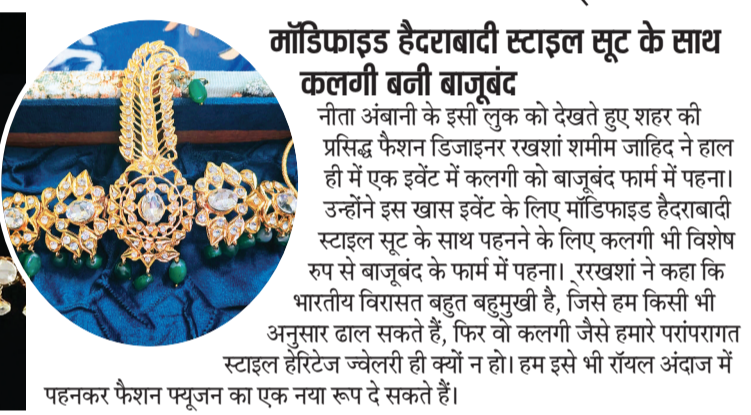 मॉडिफाइड हैदराबादी स्टाइल सूट के साथ
कलगी बनी बाजूबंद
नीता अंबानी के इसी लुक को देखते हुए शहर की
प्रसिद्ध फैशन डिजाइनर रखशां शमीम जाहिद ने हाल
ही में एक इवेंट में कलगी को बाजूबंद फार्म में पहना।
उन्होंने इस खास इवेंट के लिए मॉडिफाइड हैदराबादी
स्टाइल सूट के साथ पहनने के लिए कलगी भी विशेष
रुप से बाजूबंद के फार्म में पहना। ररखशां ने कहा कि
भारतीय विरासत बहुत बहुमुखी है, जिसे हम किसी भी
अनुसार ढाल सकते हैं, फिर वो कलगी जैसे हमारे परांपरागत
स्टाइल हेरिटेज ज्वेलरी ही क्यों न हो। हम इसे भी रॉयल अंदाज में
पहनकर फैशन फ्यूजन का एक नया रूप दे सकते हैं।